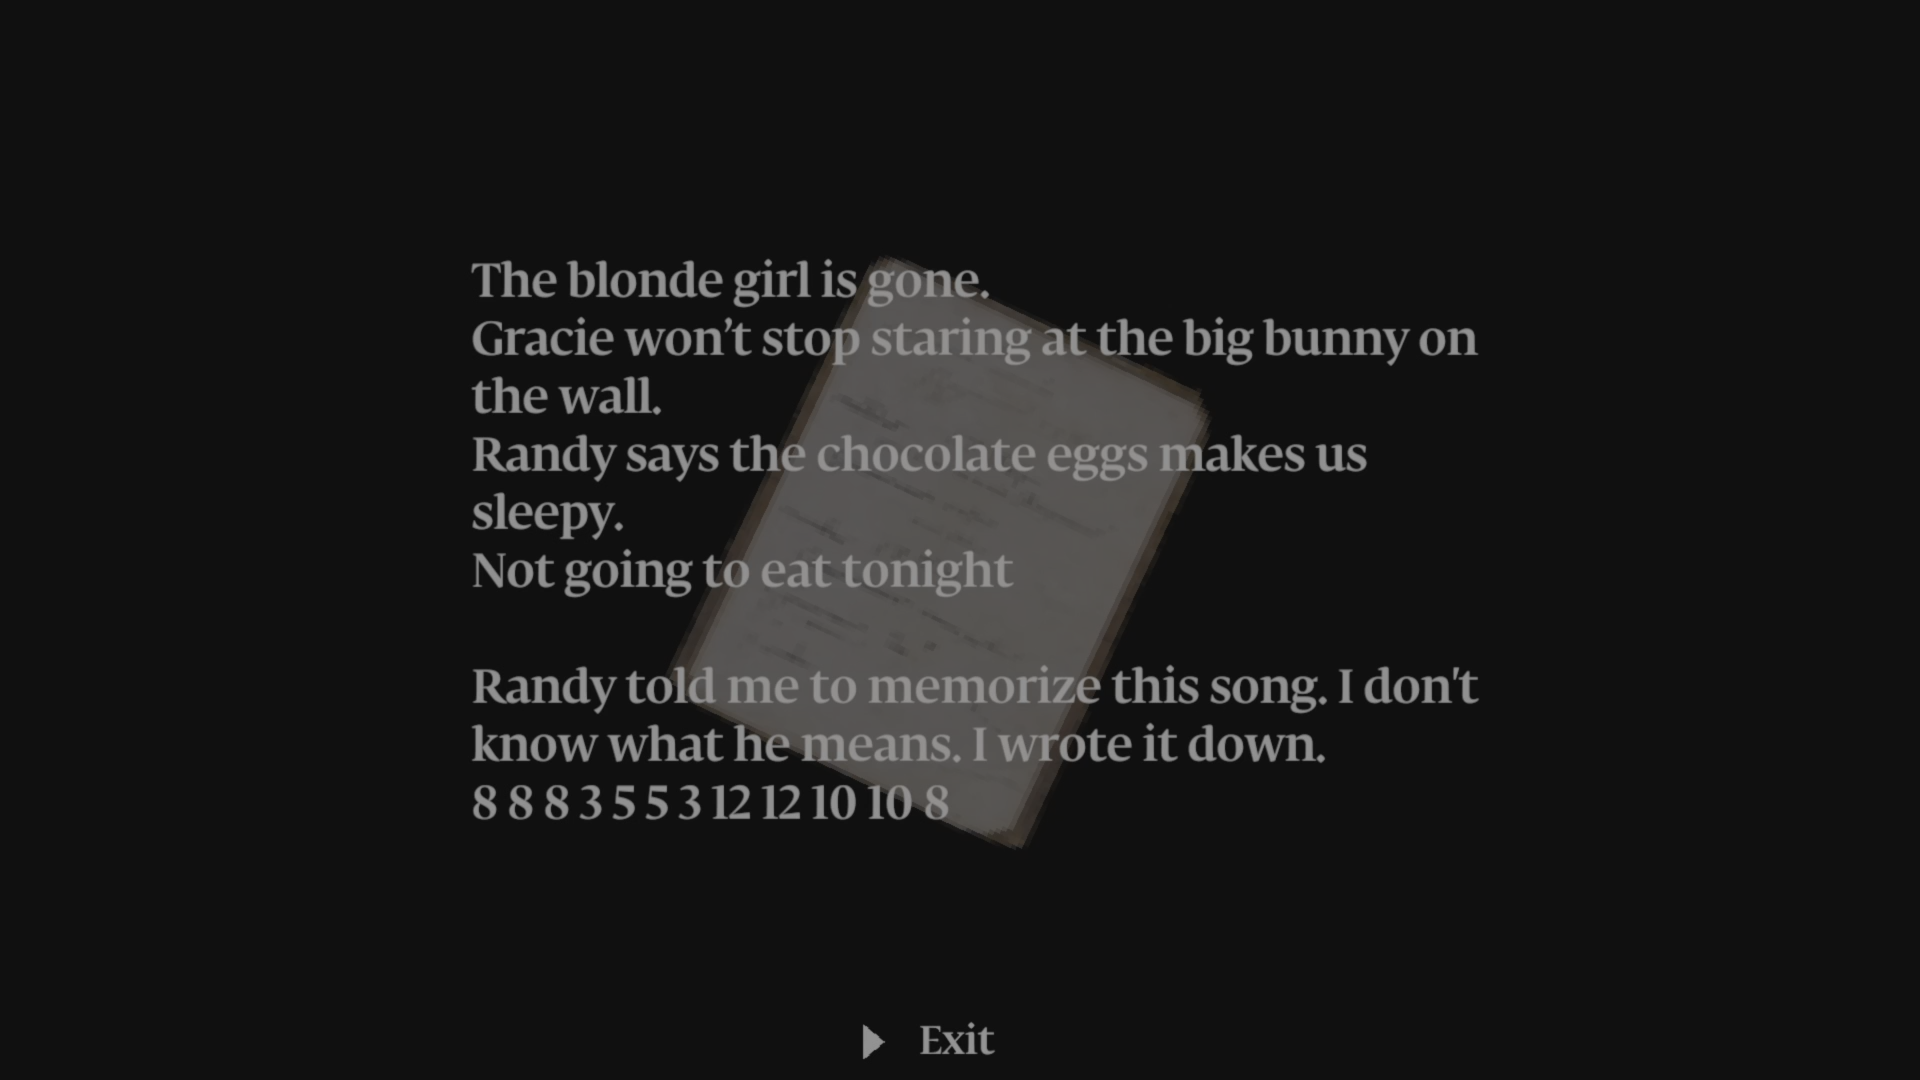 The blonde girl is gone.
Gracie won’t stop staring at the big bunny on
the wall.
Randy says the chocolate eggs makes us
sleepy.
Not going to eat tonight
Randy told me to memorize this song. I don't
know what he means. I wrote it down.
8 8 8 3 5 5 3 12 12 10 10 8
Exit